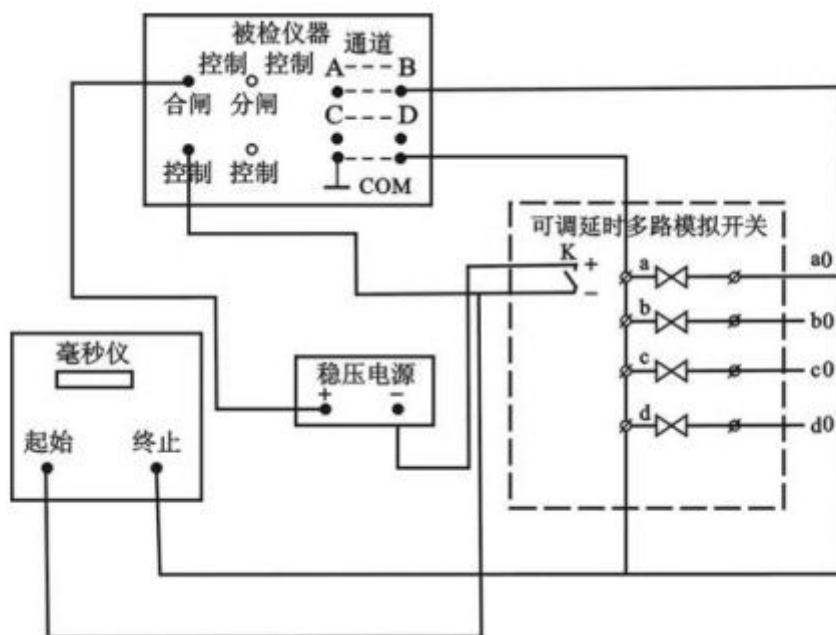 被检仪器
通道
控制 控制
A----B
合闸 分闸
C----D
控制 控制
COM
可调延时多路模拟开关
K
+
−
a
a0
b
b0
c
c0
d
d0
毫秒仪
起始 终止
稳压电源
+ −